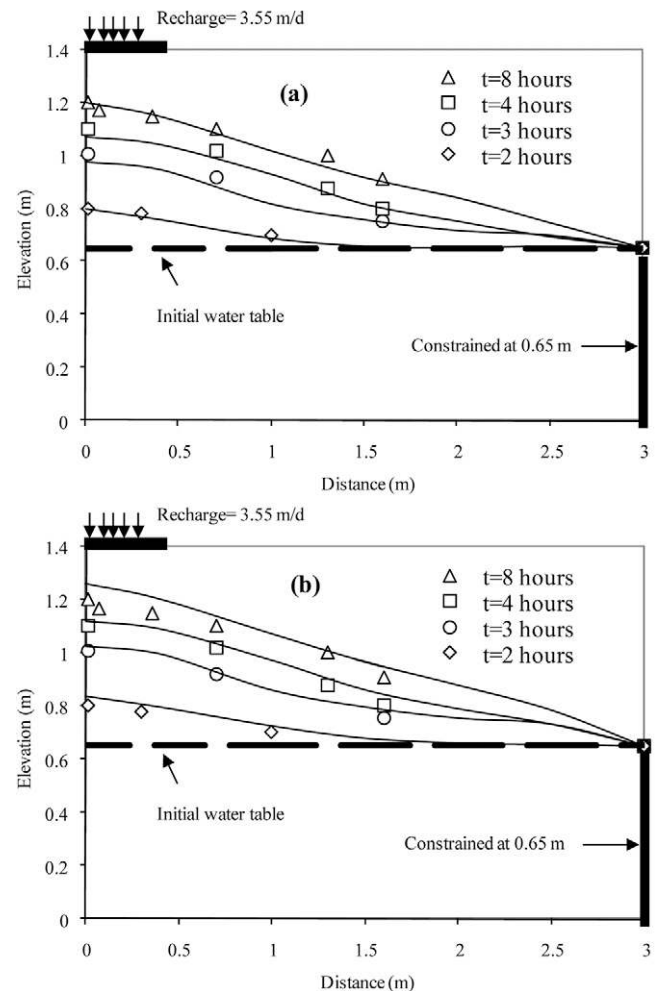 Recharge= 3.55 m/d
1.4
(a)
t=8 hours
1.2
t=4 hours
t=3 hours
1
t=2 hours
0.8
0.6
Initial water table
0.4
Constrained at 0.65 m
0.2
0
Elevation (m)
0 0.5 1 1.5 2 2.5 3
Distance (m)
Recharge= 3.55 m/d
1.4
(b)
t=8 hours
1.2
t=4 hours
t=3 hours
1
t=2 hours
0.8
0.6
Initial water table
0.4
Constrained at 0.65 m
0.2
0
Elevation (m)
0 0.5 1 1.5 2 2.5 3
Distance (m)